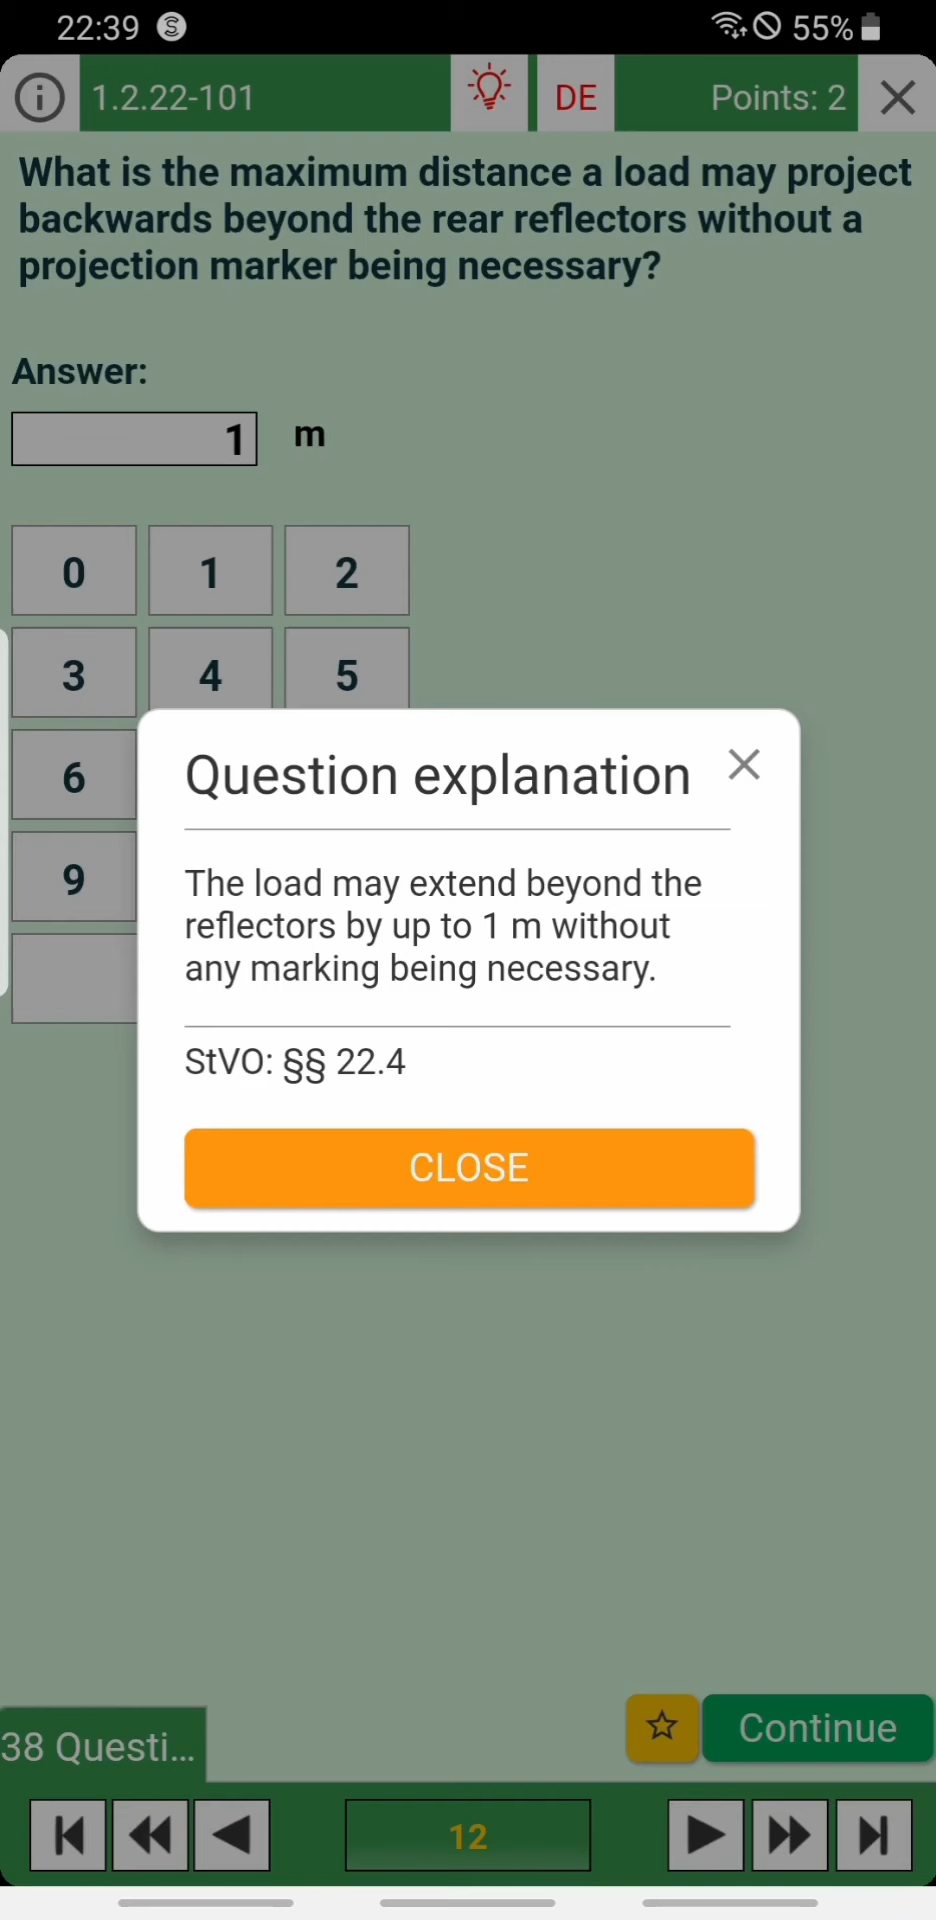 22:39
55%
1.2.22-101
DE
Points: 2
What is the maximum distance a load may project
backwards beyond the rear reflectors without a
projection marker being necessary?
Answer:
1 m
0 1 2
3 4 5
6
9
Question explanation
The load may extend beyond the
reflectors by up to 1 m without
any marking being necessary.
StVO: §§ 22.4
CLOSE
Continue
38 Questi...
12